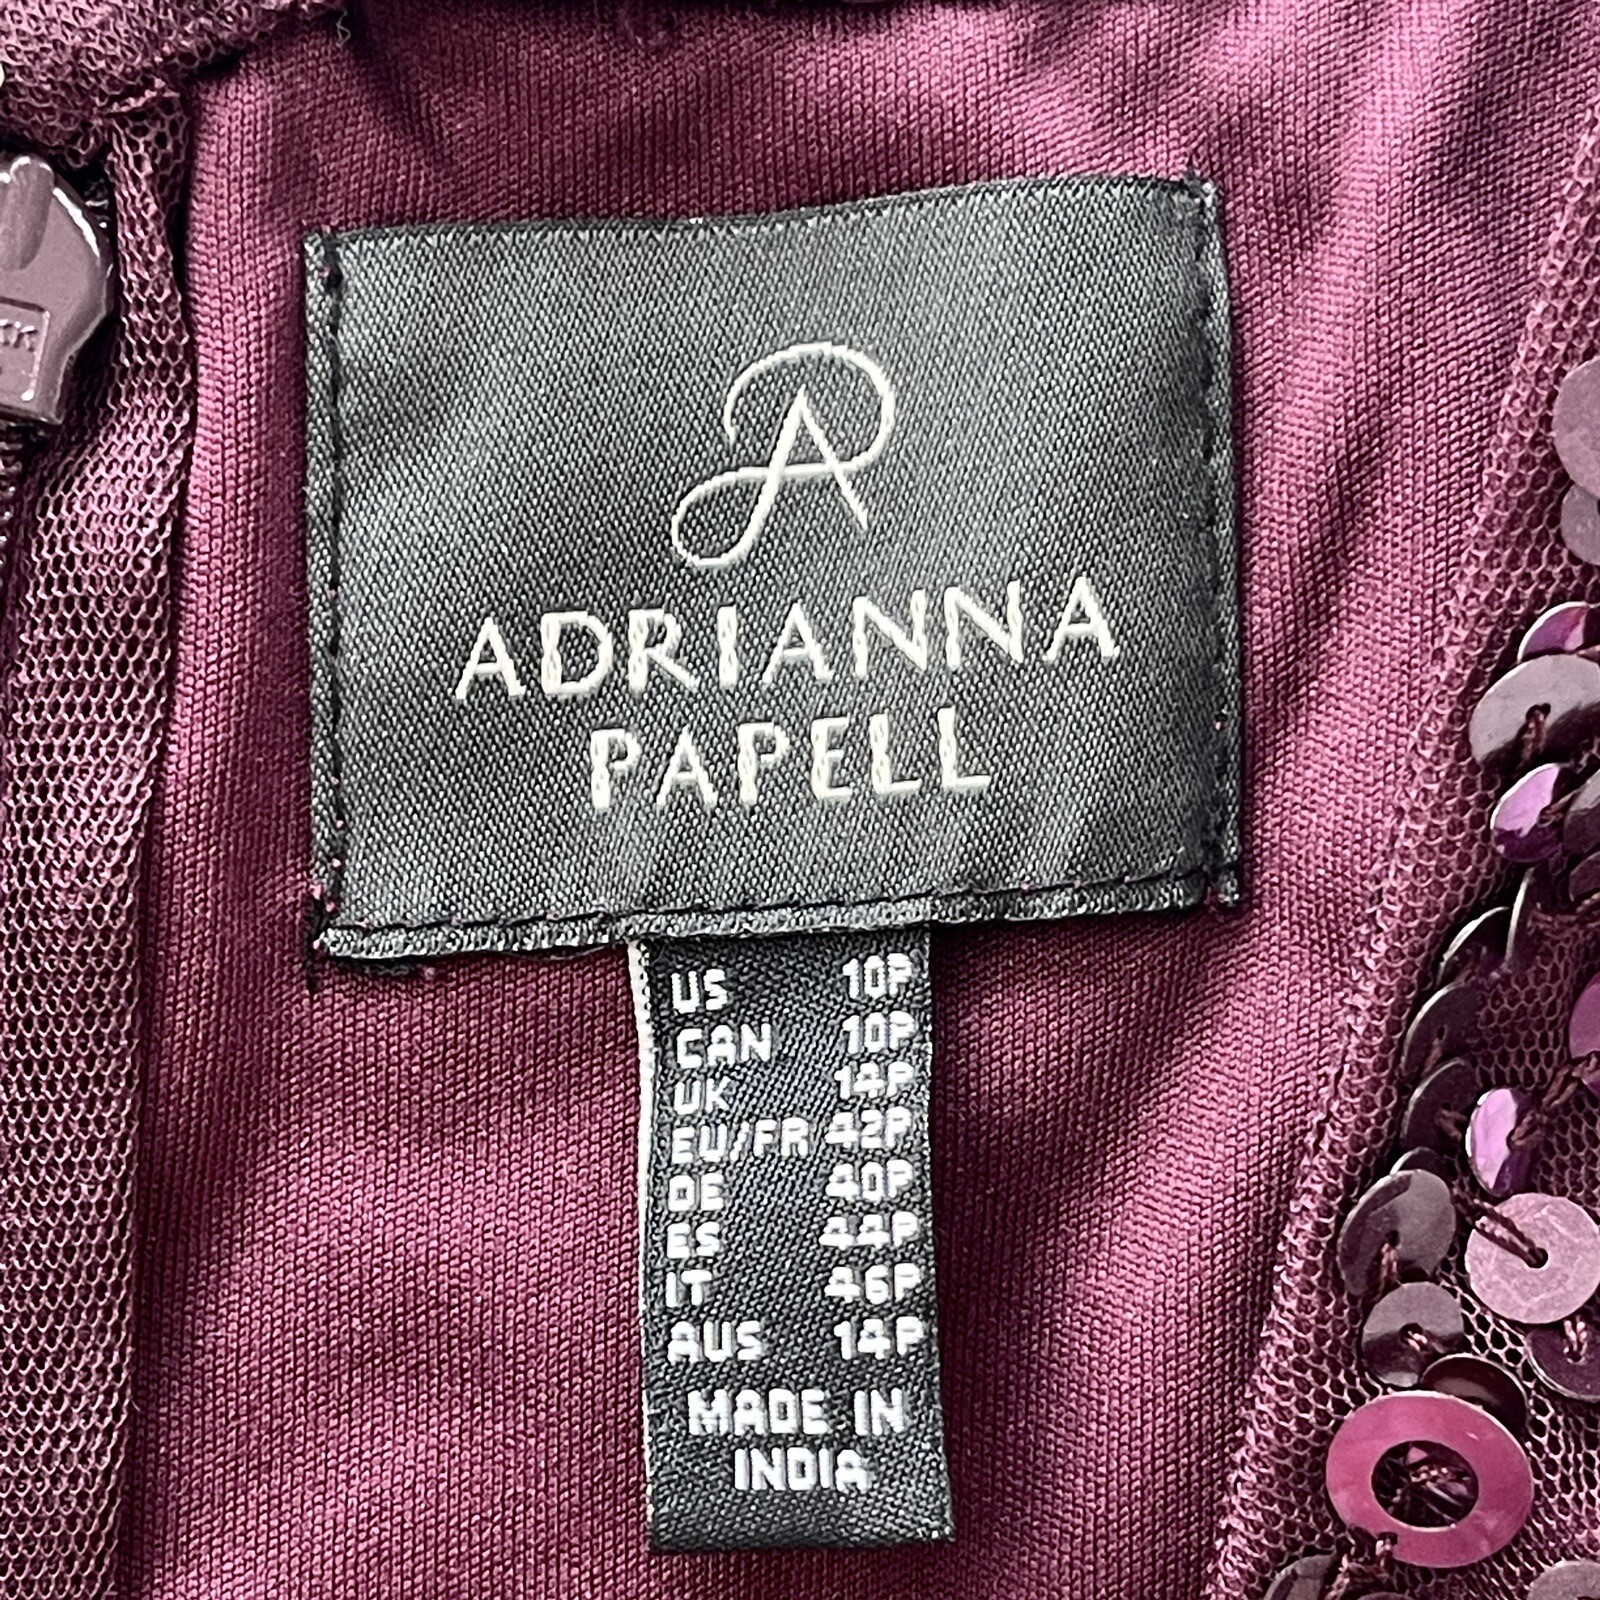 ADRIANNA
PAPELL
US 10P
CAN 10P
UK 14P
EU/FR 42P
DE 40P
ES 44P
IT 46P
AUS 14P
MADE IN
INDIA